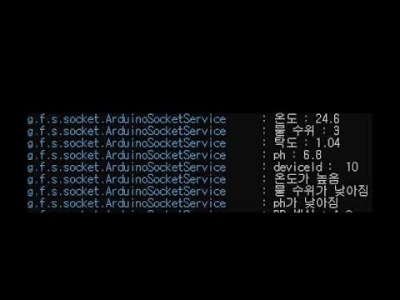 g.f.s.socket.ArduinoSocketService : 온도 : 24.6
g.f.s.socket.ArduinoSocketService : 물 수위 : 3
g.f.s.socket.ArduinoSocketService : 탁도 : 1.04
g.f.s.socket.ArduinoSocketService : ph : 6.8
g.f.s.socket.ArduinoSocketService : deviceId : 10
g.f.s.socket.ArduinoSocketService : 온도가 높음
g.f.s.socket.ArduinoSocketService : 물 수위가 낮아짐
g.f.s.socket.ArduinoSocketService : ph가 낮아짐
g.f.s.socket.ArduinoSocketService :